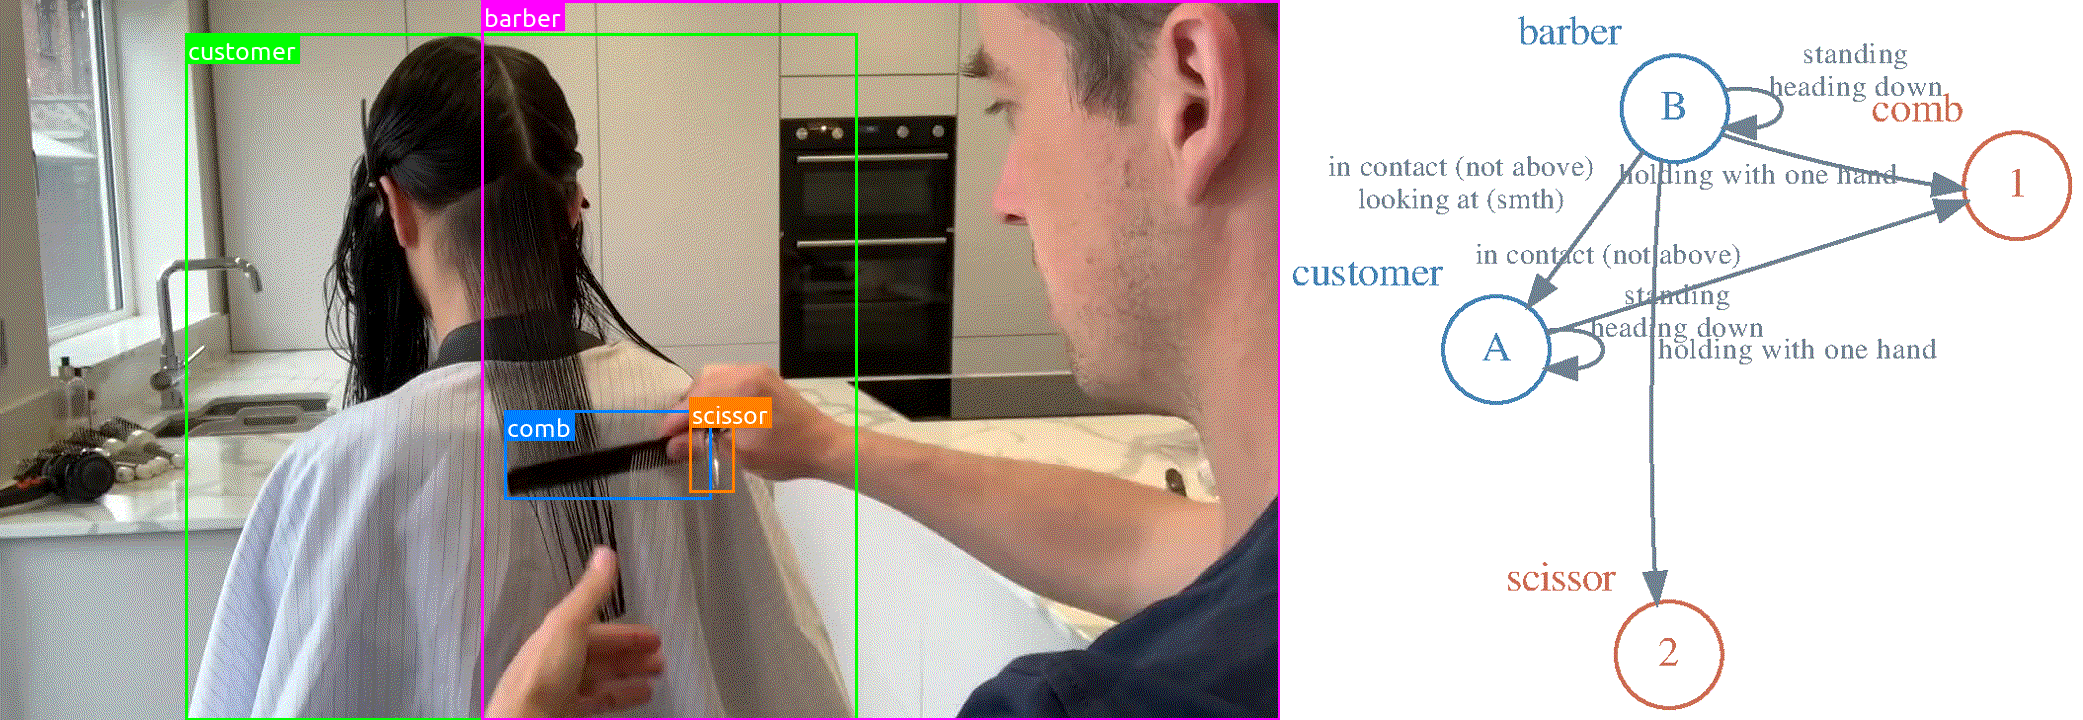 barber
customer
scissor
comb
barber
B
standing
heading down
comb
1
in contact (not above)
looking at (smth)
holding with one hand
in contact (not above)
customer
A
standing
heading down
holding with one hand
scissor
2